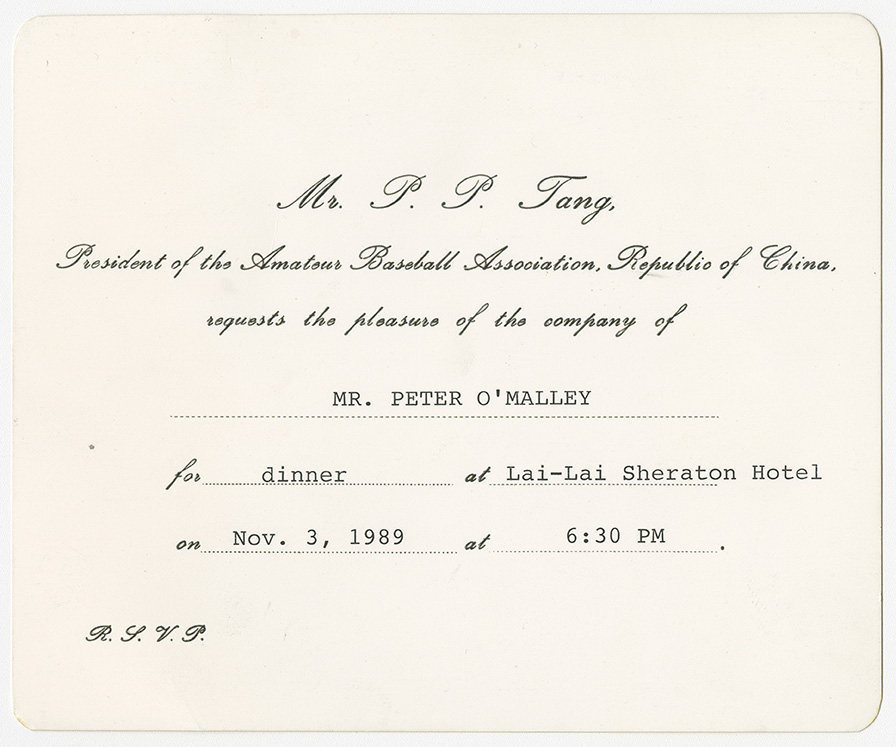 Mr. P. P. Tang,
President of the Amateur Baseball Association, Republic of China,
requests the pleasure of the company of
MR. PETER O'MALLEY
for dinner at Lai-Lai Sheraton Hotel
on Nov. 3, 1989 at 6:30 PM .
R. S. V. P.